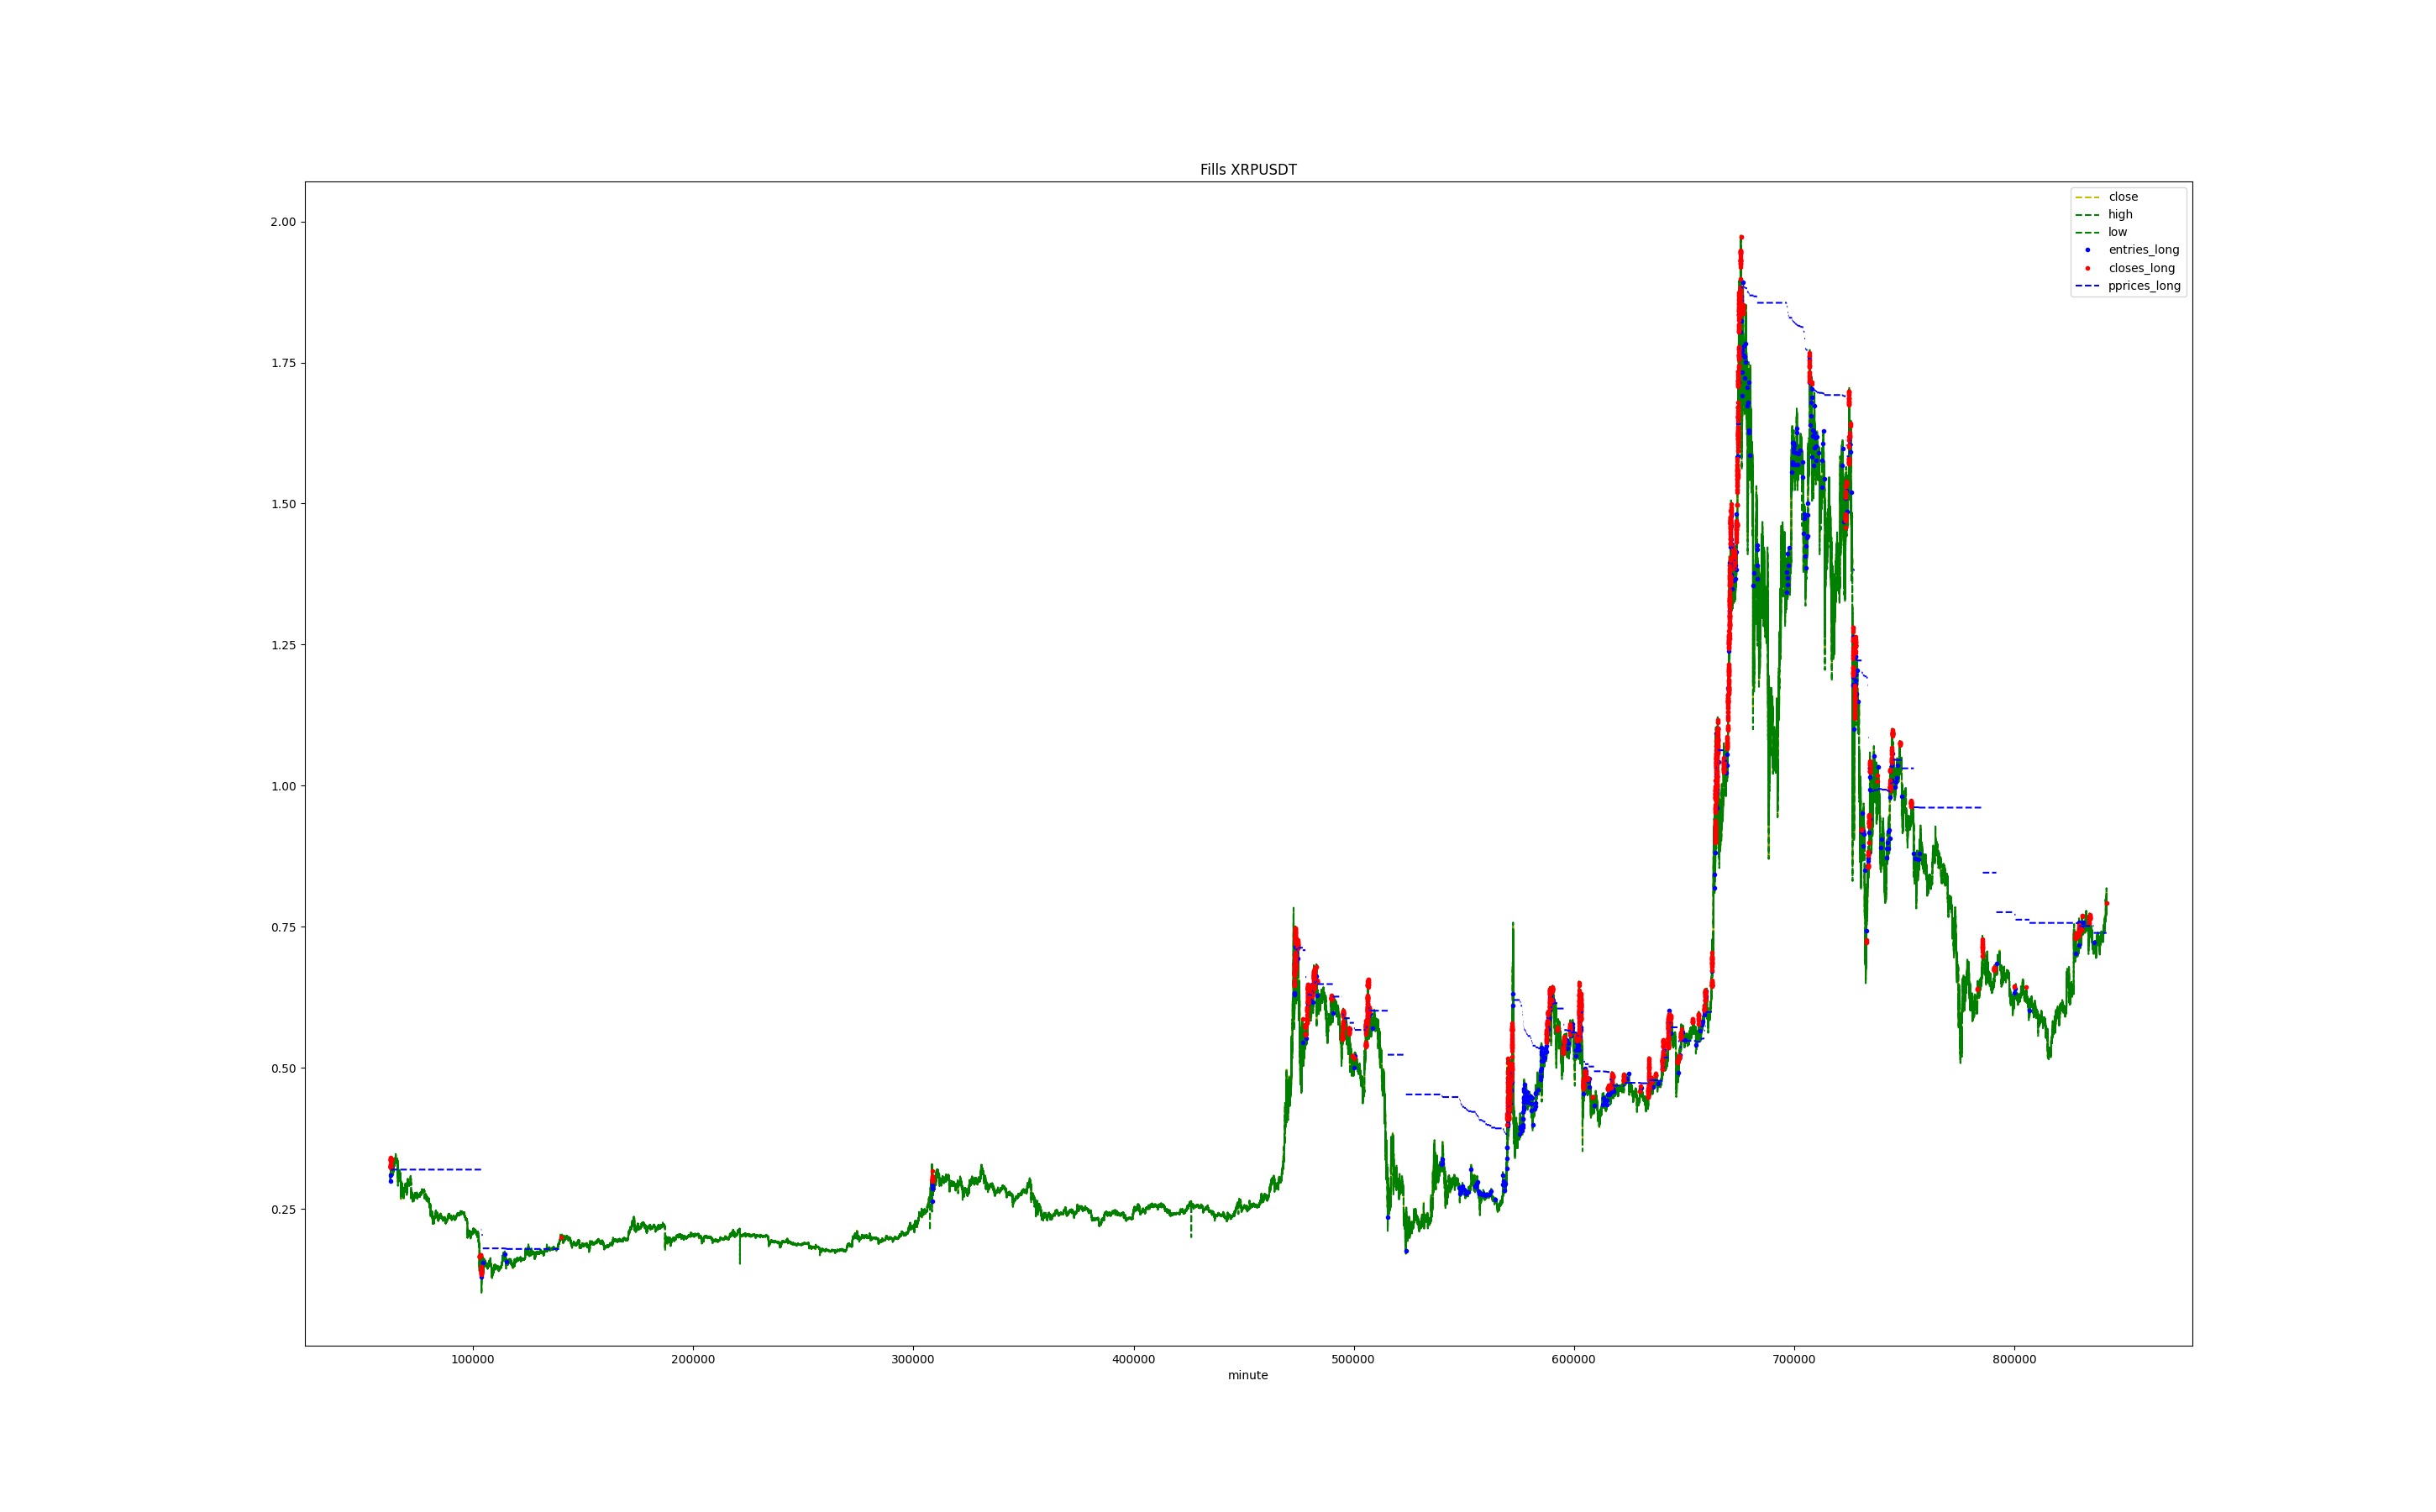 Fills XRPUSDT
close
high
low
entries_long
closes_long
pprices_long
2.00
1.75
1.50
1.25
1.00
0.75
0.50
0.25
100000 200000 300000 400000 500000 600000 700000 800000
minute